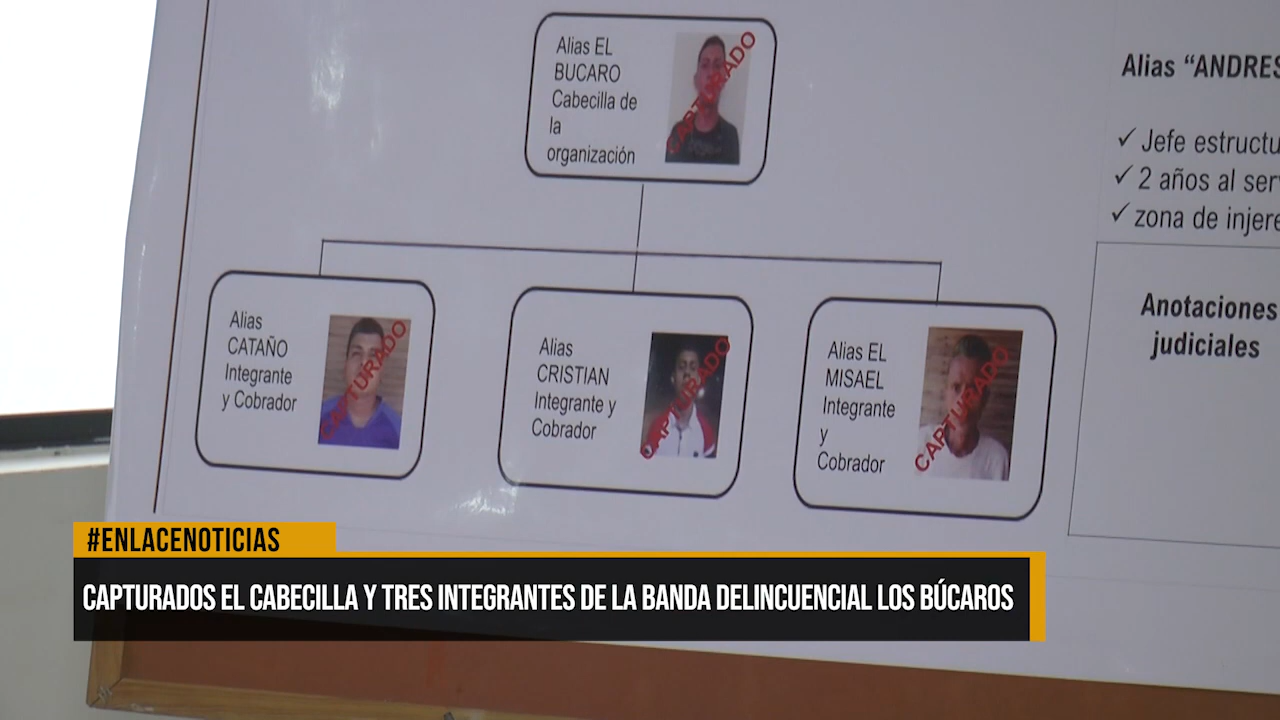 Alias EL
BUCARO
Cabecilla de
la
organización
CAPTURADO
Alias
CATAÑO
Integrante
y Cobrador
CAPTURADO
Alias
CRISTIAN
Integrante y
Cobrador
CAPTURADO
Alias EL
MISAEL
Integrante
y
Cobrador
CAPTURADO
Alias “ANDRES
✓ Jefe estructu
✓ 2 años al ser
✓ zona de injere
Anotaciones
judiciales
#ENLACENOTICIAS
CAPTURADOS EL CABECILLA Y TRES INTEGRANTES DE LA BANDA DELINCUENCIAL LOS BÚCAROS